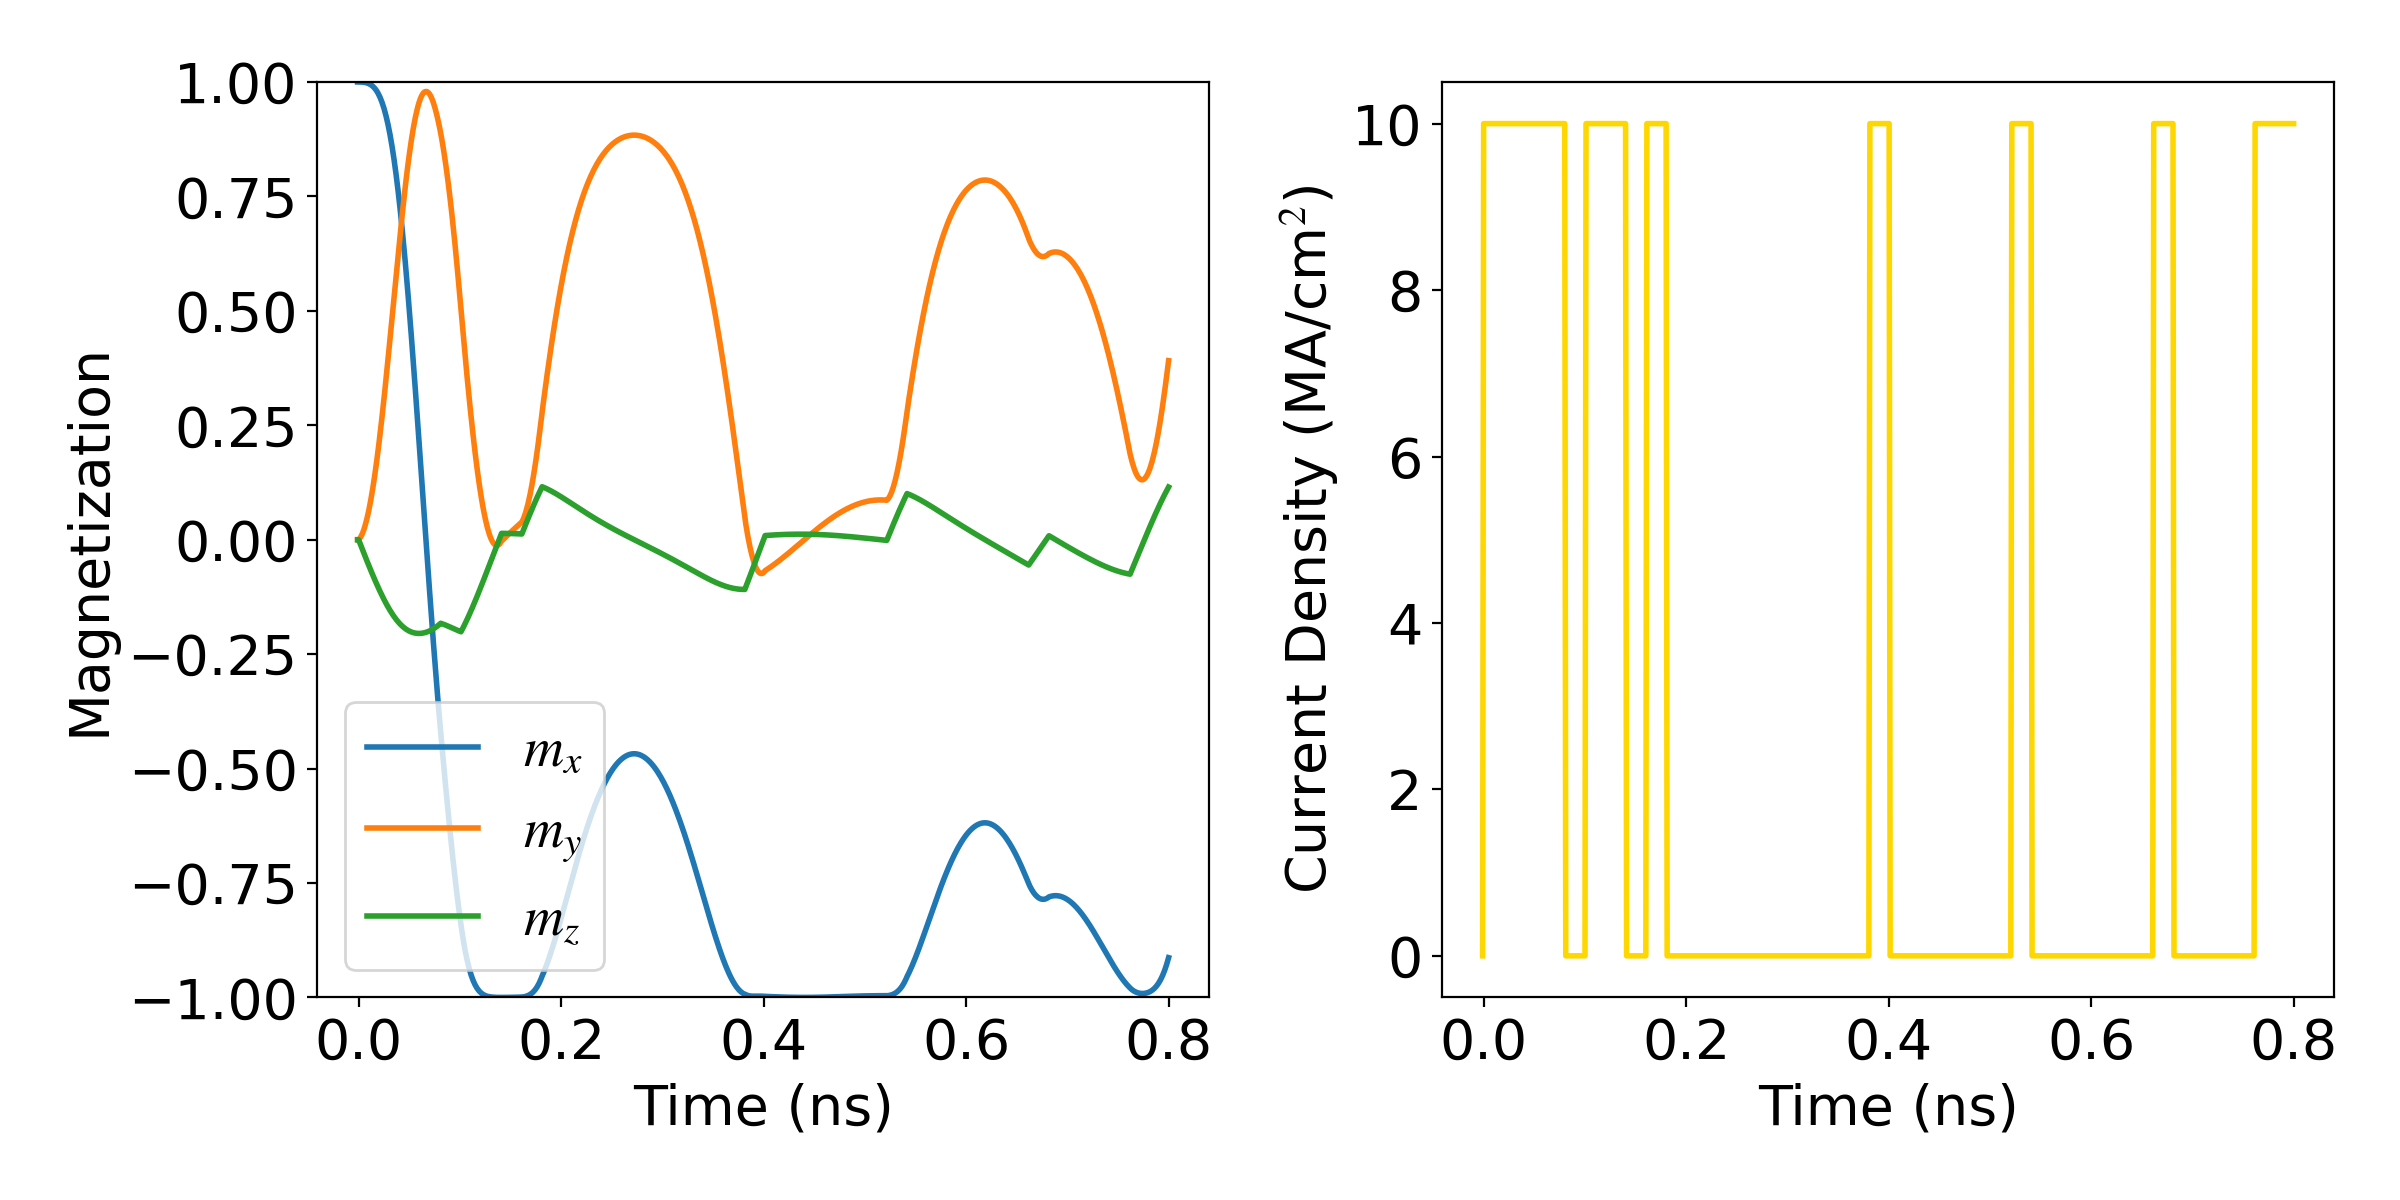 Magnetization
1.00
0.75
0.50
0.25
0.00
−0.25
−0.50
−0.75
−1.00
0.0 0.2 0.4 0.6 0.8
Time (ns)
m_x
m_y
m_z
Current Density (MA/cm²)
10
8
6
4
2
0
0.0 0.2 0.4 0.6 0.8
Time (ns)